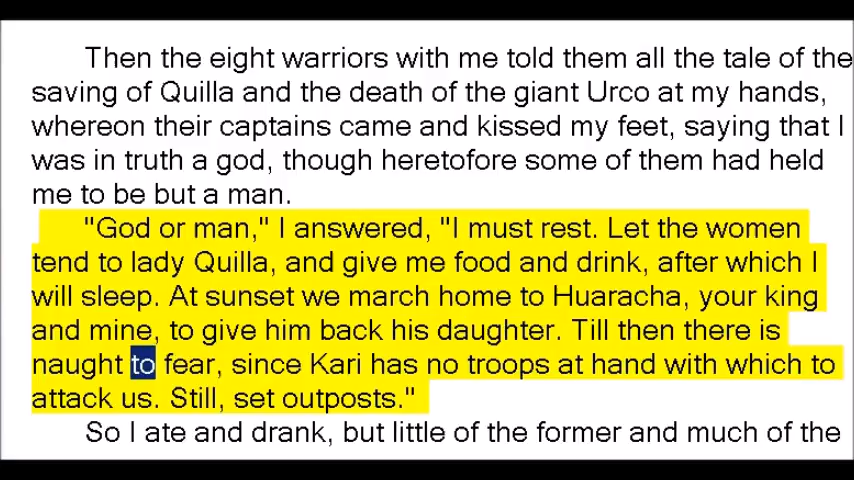 Then the eight warriors with me told them all the tale of the
saving of Quilla and the death of the giant Urco at my hands,
whereon their captains came and kissed my feet, saying that I
was in truth a god, though heretofore some of them had held
me to be but a man.
"God or man," I answered, "I must rest. Let the women
tend to lady Quilla, and give me food and drink, after which I
will sleep. At sunset we march home to Huaracha, your king
and mine, to give him back his daughter. Till then there is
naught to fear, since Kari has no troops at hand with which to
attack us. Still, set outposts."
So I ate and drank, but little of the former and much of the